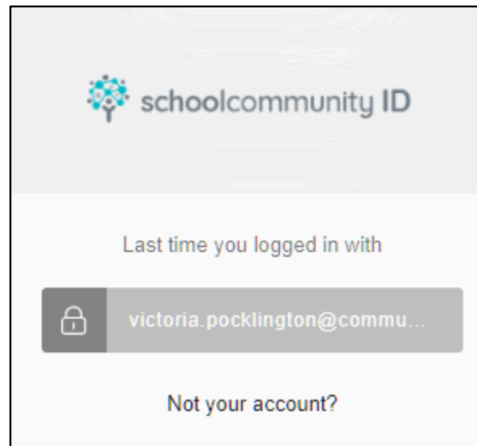 schoolcommunity ID
Last time you logged in with
victoria.pocklington@commu...
Not your account?